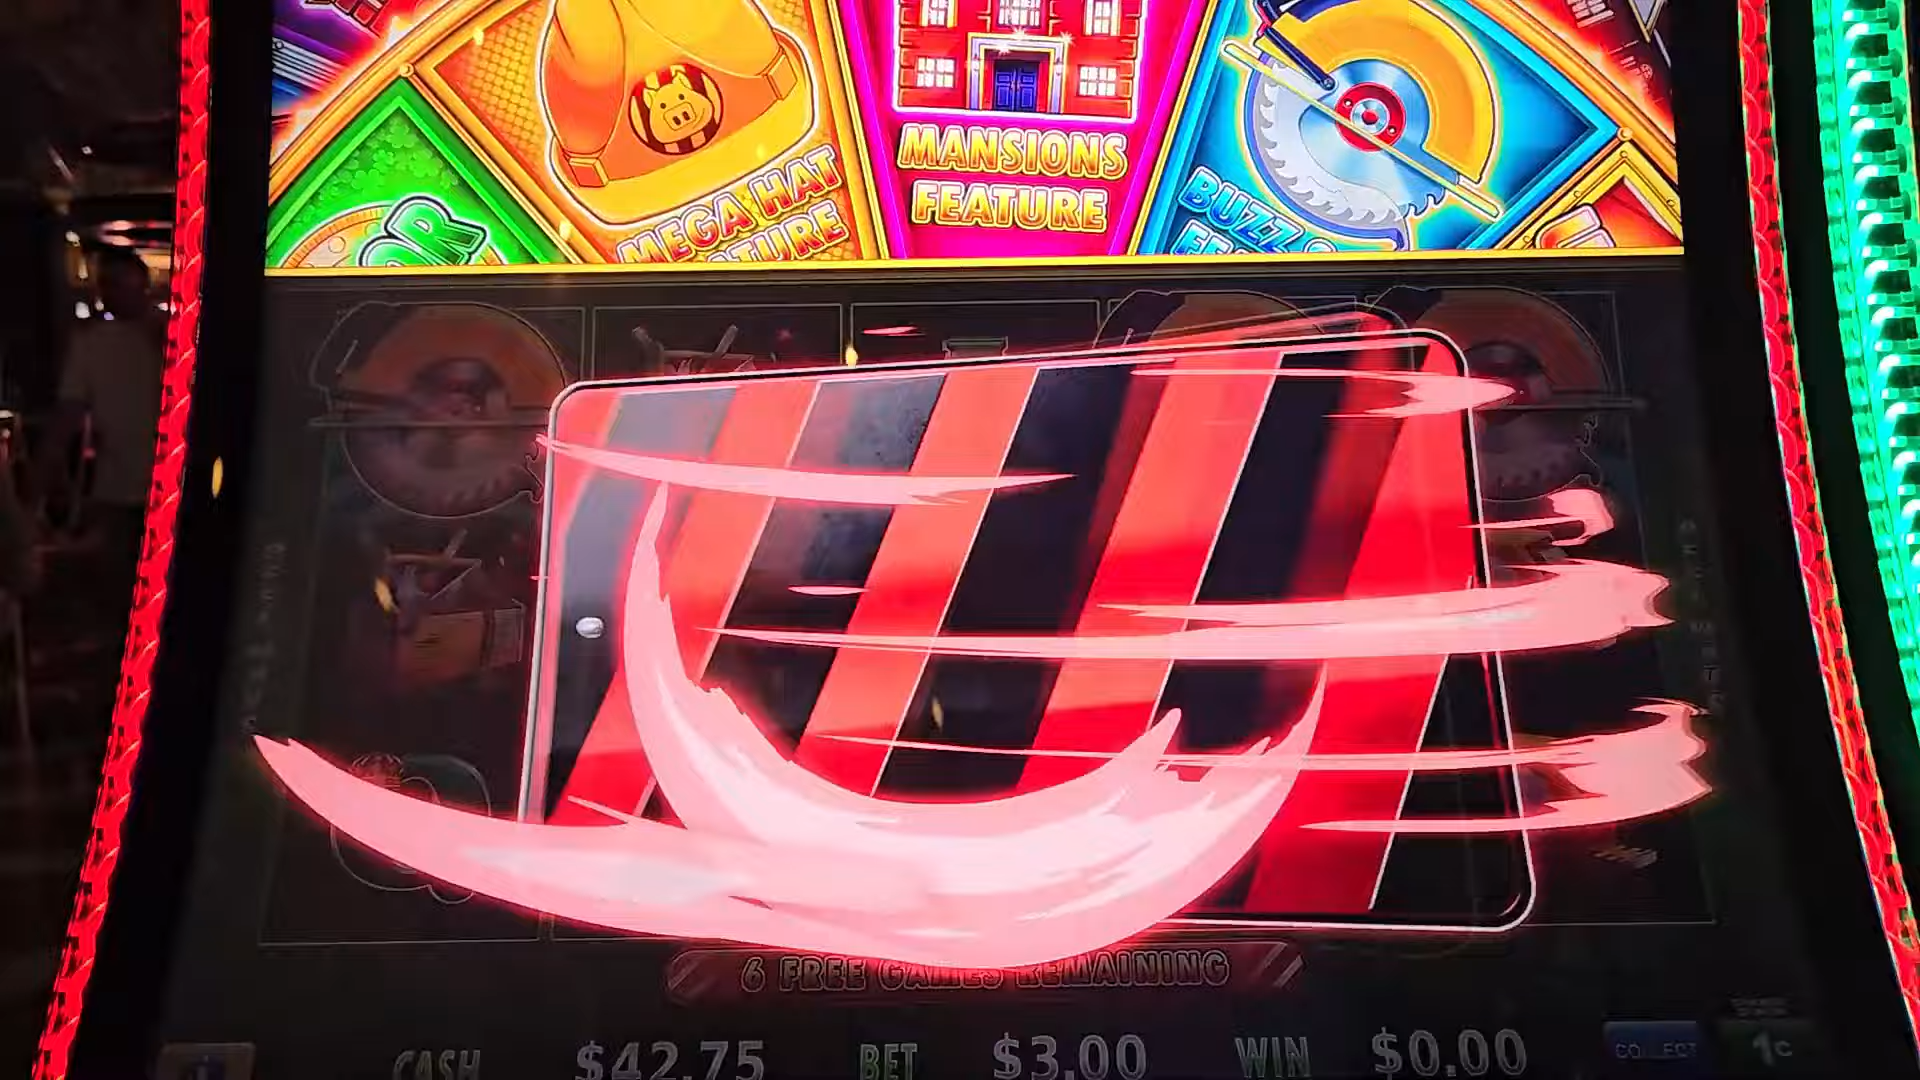 MEGA HAT
MANSIONS
FEATURE
BUZZ
6 FREE GAMES REMAINING
CASH $42.75 BET $3.00 WIN $0.00
COLLECT
1¢